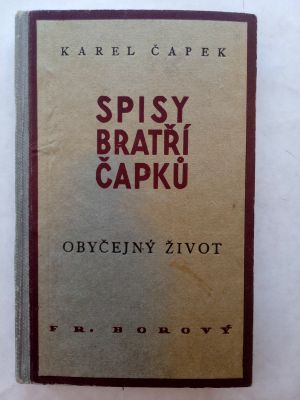 KAREL ČAPEK
SPISY
BRATŘÍ
ČAPKŮ
OBYČEJNÝ ŽIVOT
FR. BOROVÝ